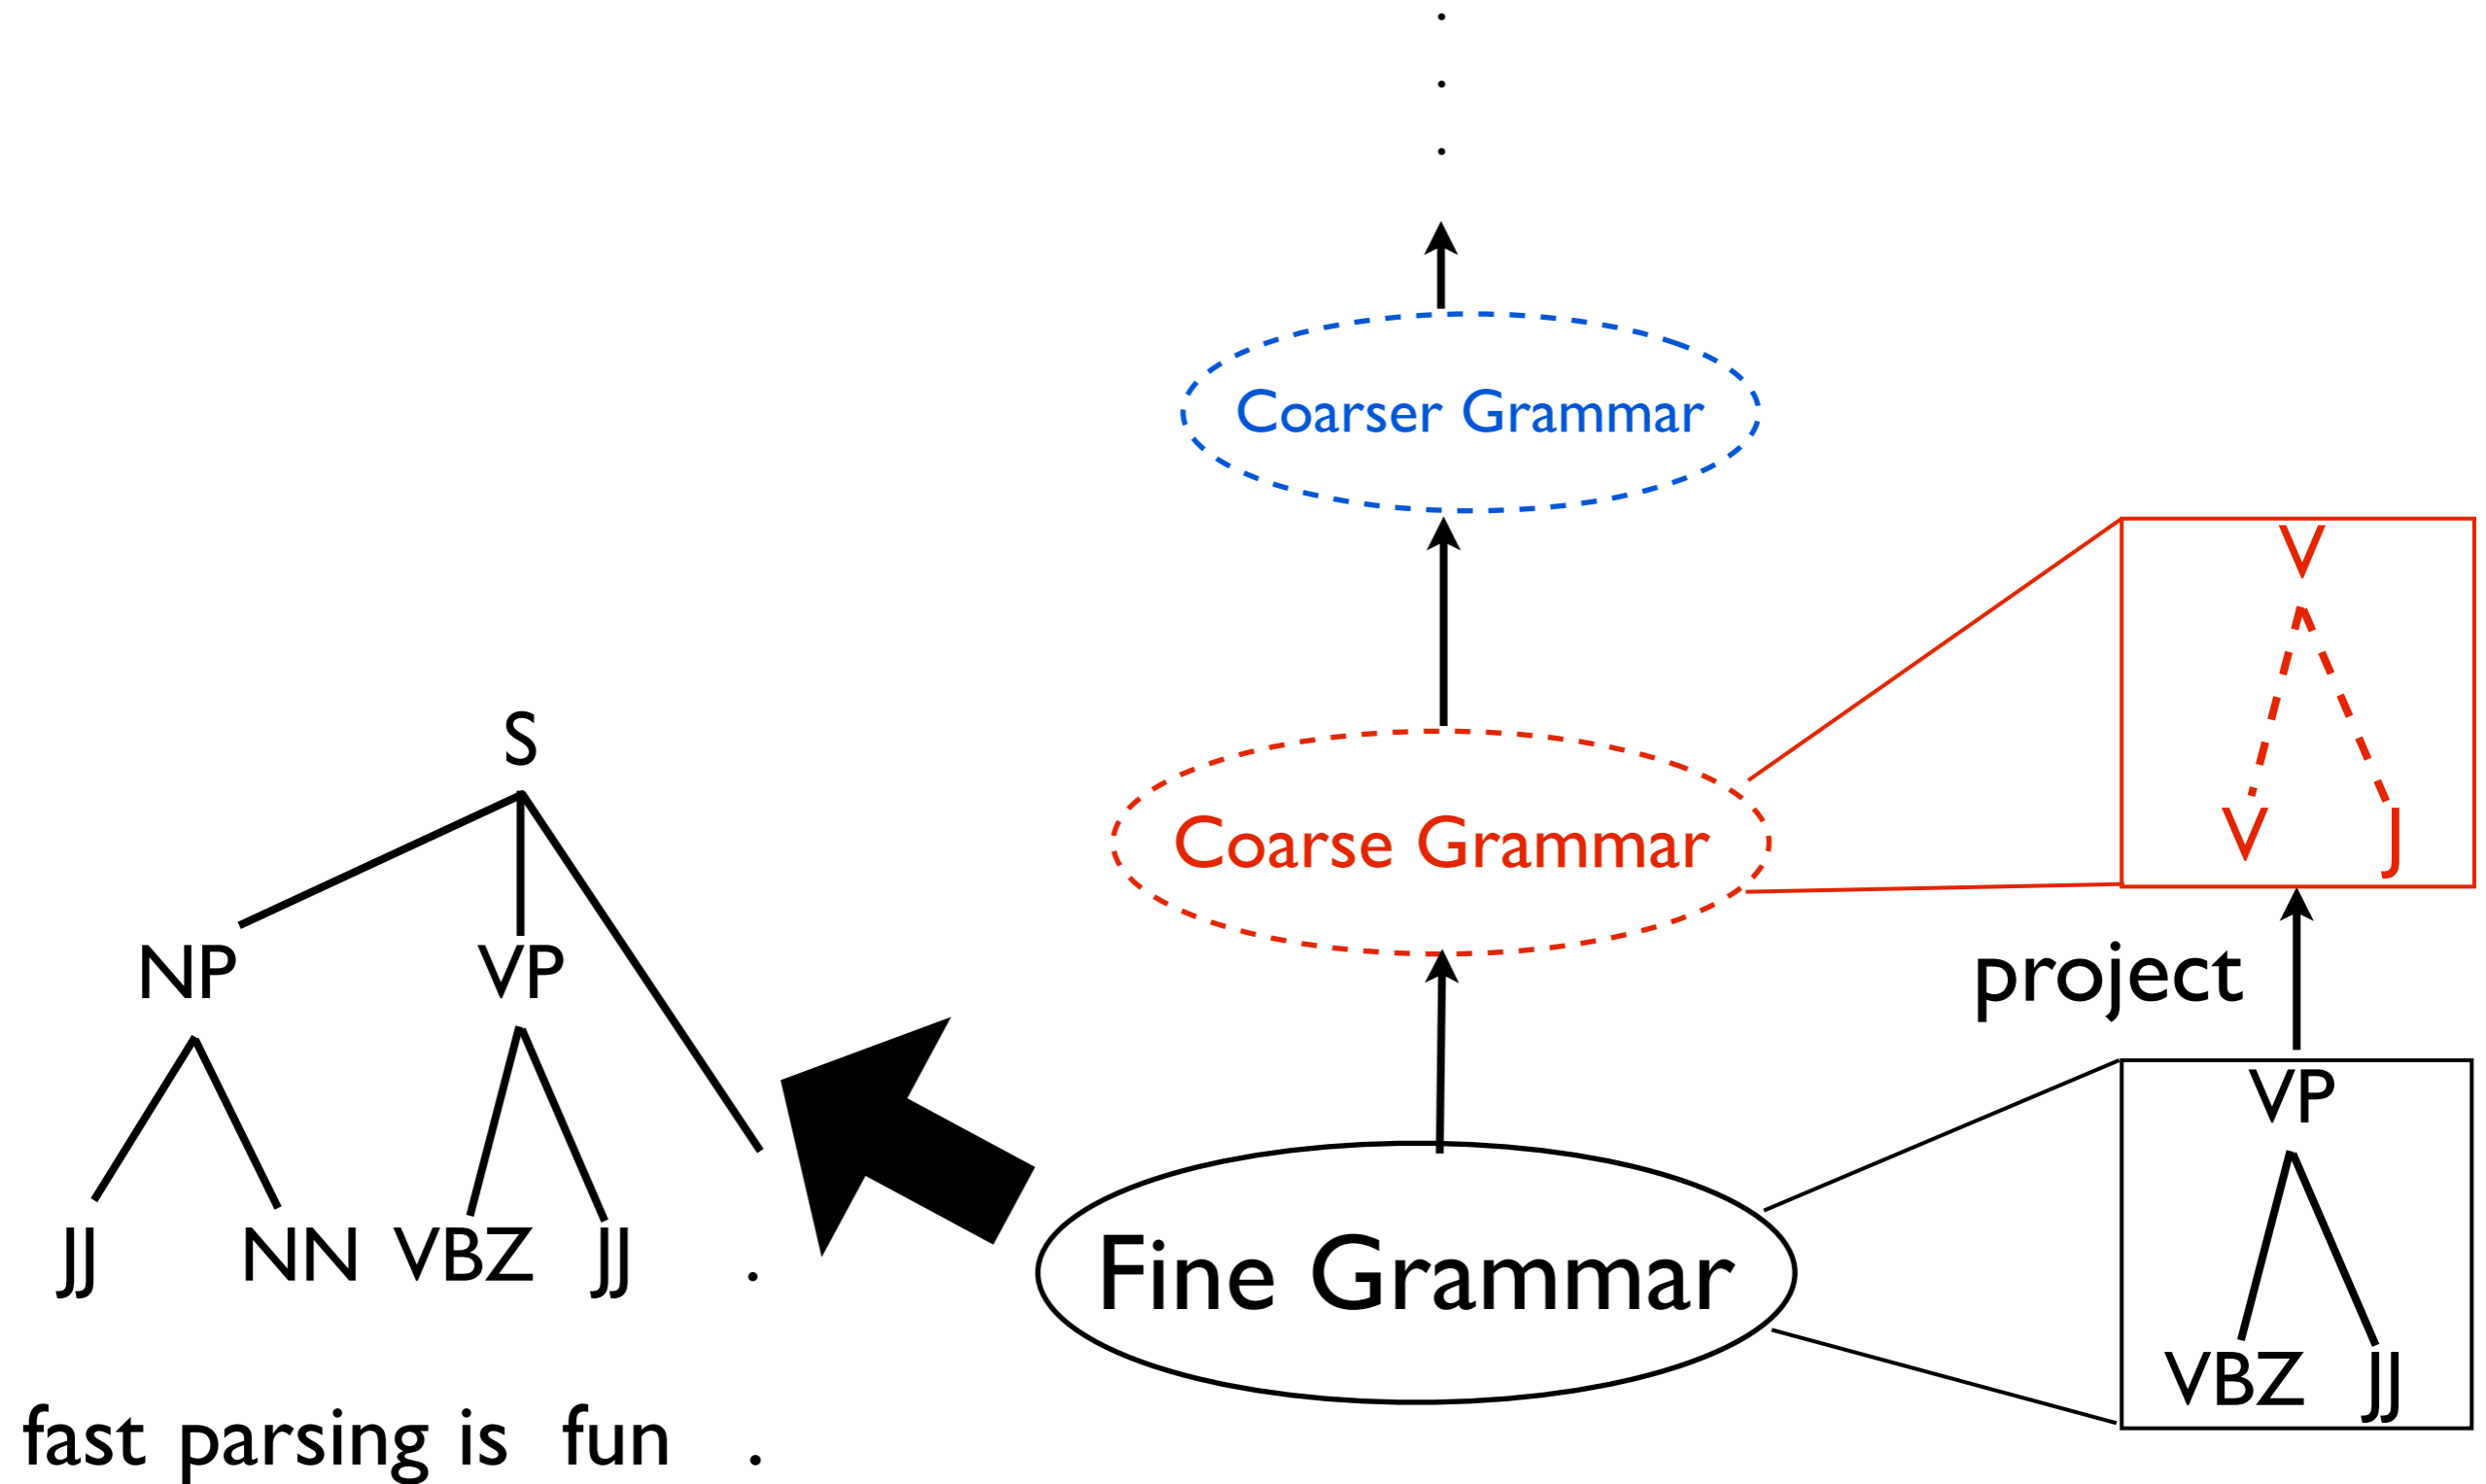 Coarser Grammar
V
S
Coarse Grammar
V J
NP VP
project
VP
JJ NN VBZ JJ .
Fine Grammar
VBZ JJ
fast parsing is fun .